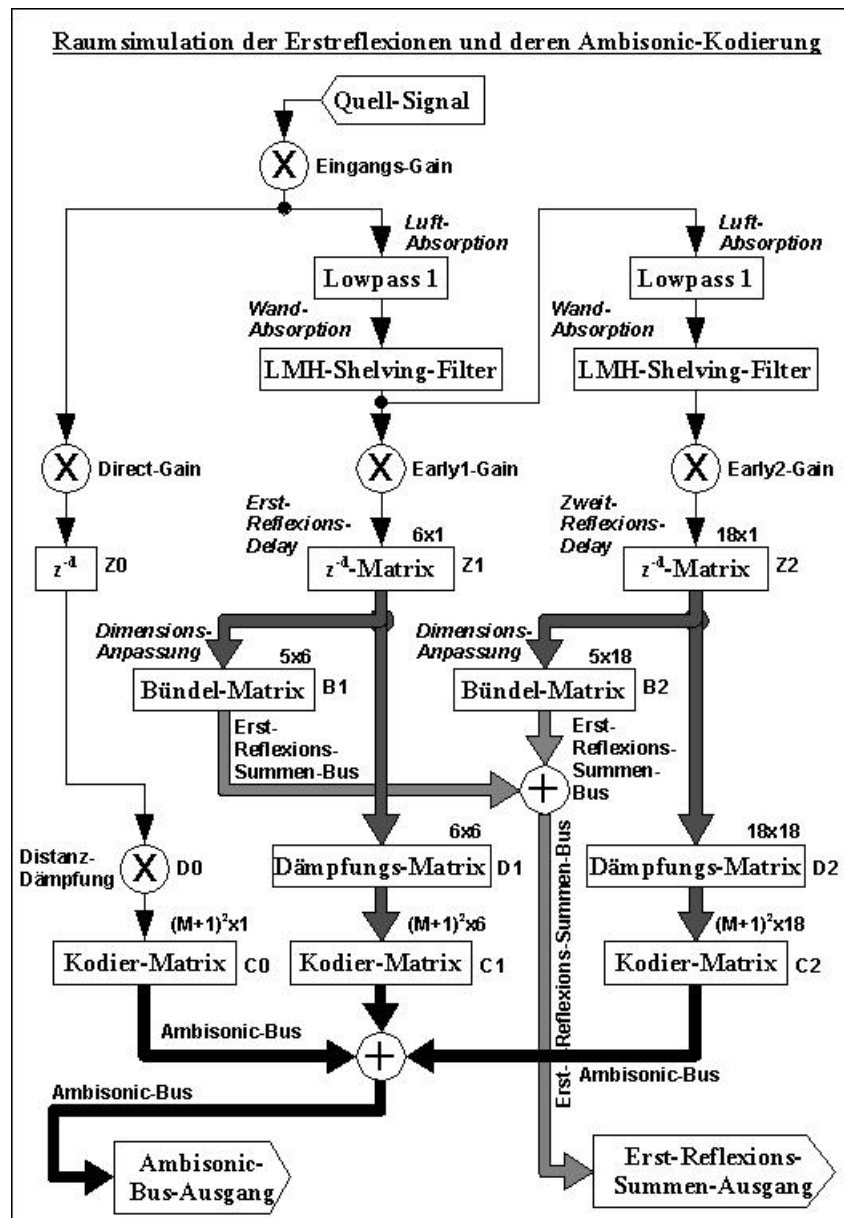 Raumsimulation der Erstreflexionen und deren Ambisonic-Kodierung
Quell-Signal
X
Eingangs-Gain
Luft-
Absorption
Luft-
Absorption
Lowpass 1
Lowpass 1
Wand-
Absorption
Wand-
Absorption
LMH-Shelving-Filter
LMH-Shelving-Filter
X
Direct-Gain
X
Early1-Gain
X
Early2-Gain
Erst-
Reflexions-
Delay
6x1
Zweit-
Reflexions-
Delay
18x1
z⁻ᵈ
Z0
z⁻ᵈ-Matrix
Z1
z⁻ᵈ-Matrix
Z2
Dimensions-
Anpassung
5x6
Dimensions-
Anpassung
5x18
Bündel-Matrix
B1
Bündel-Matrix
B2
Erst-
Reflexions-
Summen-Bus
Erst-
Reflexions-
Summen-
Bus
+
Distanz-
Dämpfung
X
D0
6x6
Dämpfungs-Matrix
D1
18x18
Dämpfungs-Matrix
D2
(M+1)²x1
(M+1)²x6
(M+1)²x18
Kodier-Matrix
C0
Kodier-Matrix
C1
Kodier-Matrix
C2
Erst-Reflexions-Summen-Bus
Ambisonic-Bus
+
Ambisonic-Bus
Ambisonic-Bus
Ambisonic-
Bus-Ausgang
Erst-Reflexions-
Summen-Ausgang